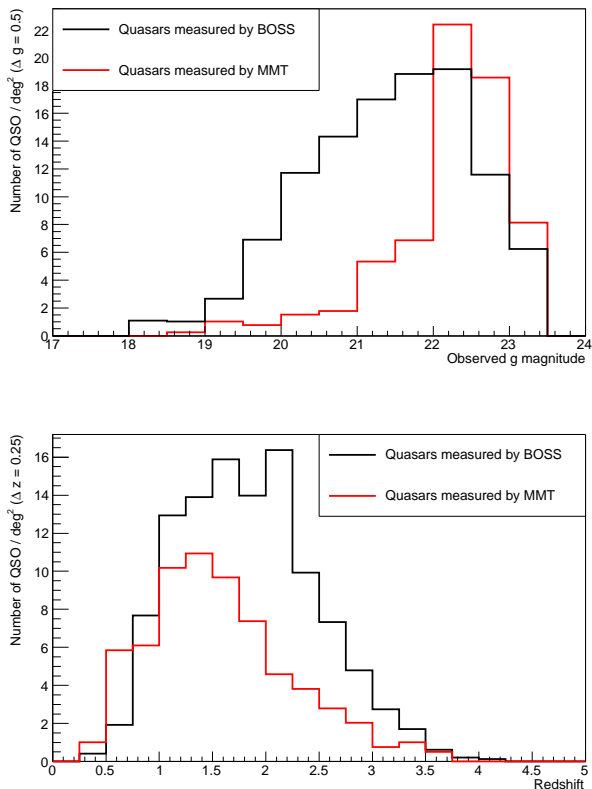 Number of QSO / deg² (Δ g = 0.5)
22
20
18
16
14
12
10
8
6
4
2
0
Quasars measured by BOSS
Quasars measured by MMT
17 18 19 20 21 22 23 24
Observed g magnitude
Number of QSO / deg² (Δ z = 0.25)
16
14
12
10
8
6
4
2
0
Quasars measured by BOSS
Quasars measured by MMT
0 0.5 1 1.5 2 2.5 3 3.5 4 4.5 5
Redshift